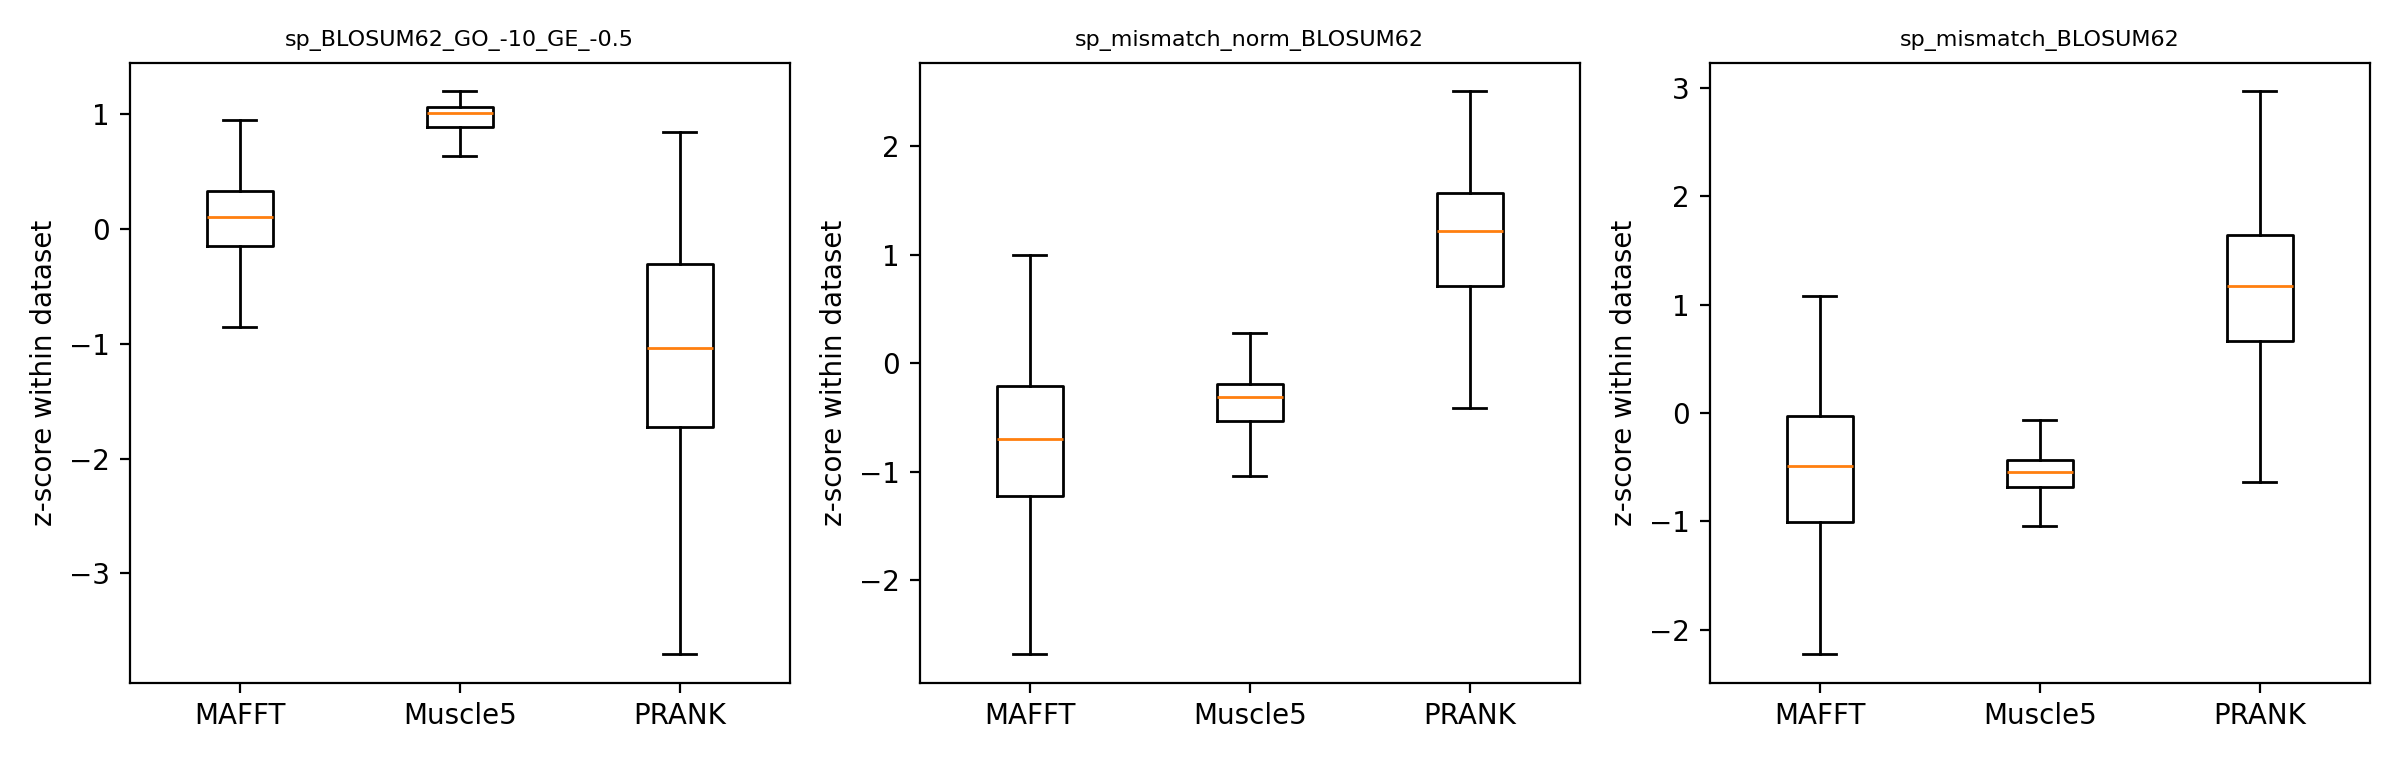 sp_BLOSUM62_GO_-10_GE_-0.5
z-score within dataset
1
0
−1
−2
−3
MAFFT
Muscle5
PRANK
sp_mismatch_norm_BLOSUM62
z-score within dataset
2
1
0
−1
−2
MAFFT
Muscle5
PRANK
sp_mismatch_BLOSUM62
z-score within dataset
3
2
1
0
−1
−2
MAFFT
Muscle5
PRANK